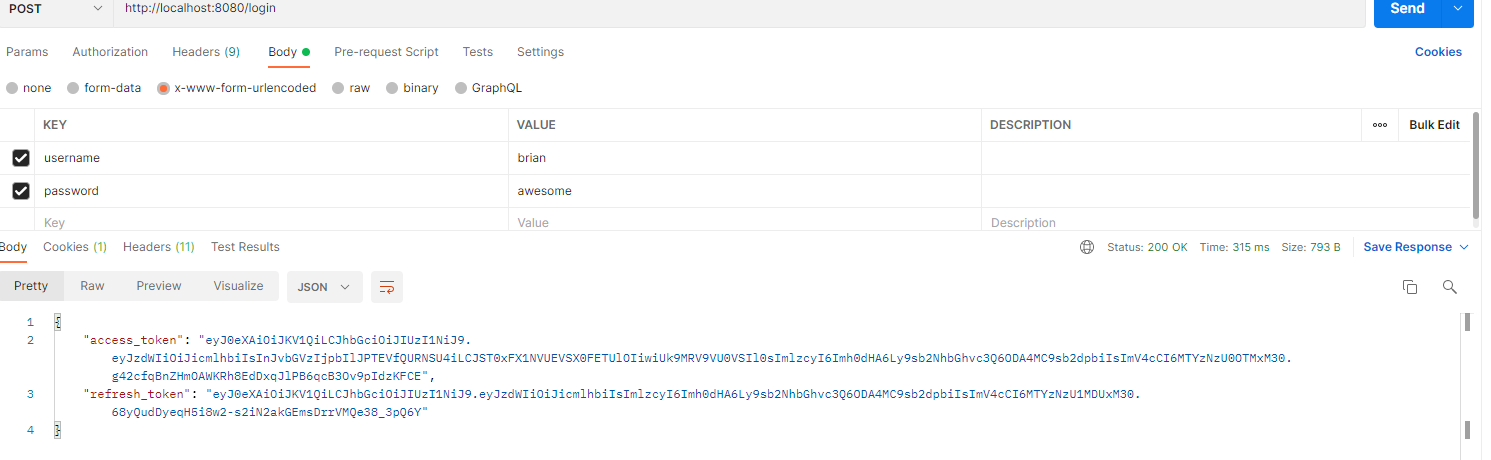 POST http://localhost:8080/login Send
Params Authorization Headers (9) Body Pre-request Script Tests Settings Cookies
none form-data x-www-form-urlencoded raw binary GraphQL
KEY VALUE DESCRIPTION ooo Bulk Edit
username brian
password awesome
Key Value Description
Body Cookies (1) Headers (11) Test Results Status: 200 OK Time: 315 ms Size: 793 B Save Response
Pretty Raw Preview Visualize JSON
1 {
2 "access_token": "eyJ0eXAiOiJKV1QiLCJhbGciOiJIUzI1NiJ9.
eyJzdWIiOiJicmlhbiIsInJvbGVzIjpbIlJPTEVfQURNSU4iLCJST0xFX1NVUEVSX0FETUlOIiwiUk9MRV9VU0VSIl0sImlzcyI6Imh0dHA6Ly9sb2NhbGhvc3Q6ODA4MC9sb2dpbiIsImV4cCI6MTYzNzU0OTMxM30.
g42cfqBnZHmOAWKRh8EdDxqJlPB6qcB3Ov9pIdzKFCE",
3 "refresh_token": "eyJ0eXAiOiJKV1QiLCJhbGciOiJIUzI1NiJ9.eyJzdWIiOiJicmlhbiIsImlzcyI6Imh0dHA6Ly9sb2NhbGhvc3Q6ODA4MC9sb2dpbiIsImV4cCI6MTYzNzU1MDUxM30.
68yQudDyeqH5i8w2-s2iN2akGEmsDrrVMQe38_3pQ6Y"
4 }